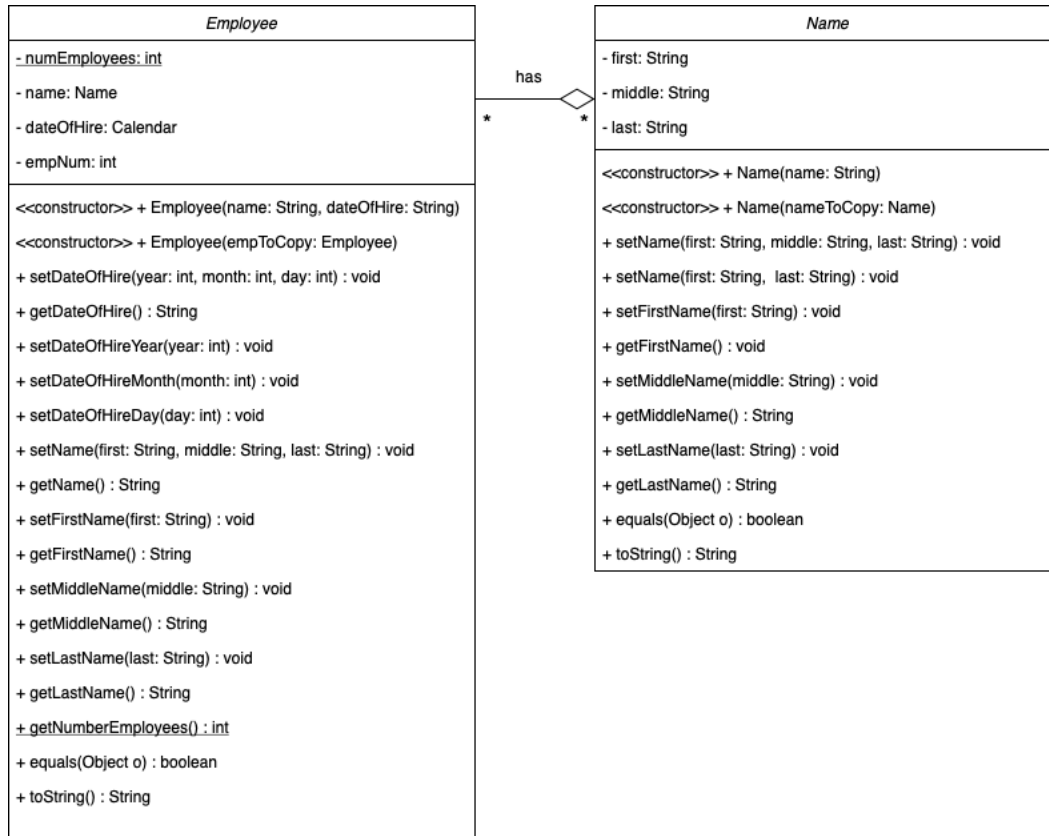 Employee
- numEmployees: int
- name: Name
- dateOfHire: Calendar
- empNum: int
<<constructor>> + Employee(name: String, dateOfHire: String)
<<constructor>> + Employee(empToCopy: Employee)
+ setDateOfHire(year: int, month: int, day: int) : void
+ getDateOfHire() : String
+ setDateOfHireYear(year: int) : void
+ setDateOfHireMonth(month: int) : void
+ setDateOfHireDay(day: int) : void
+ setName(first: String, middle: String, last: String) : void
+ getName() : String
+ setFirstName(first: String) : void
+ getFirstName() : String
+ setMiddleName(middle: String) : void
+ getMiddleName() : String
+ setLastName(last: String) : void
+ getLastName() : String
+ getNumberEmployees() : int
+ equals(Object o) : boolean
+ toString() : String
has
* *
Name
- first: String
- middle: String
- last: String
<<constructor>> + Name(name: String)
<<constructor>> + Name(nameToCopy: Name)
+ setName(first: String, middle: String, last: String) : void
+ setName(first: String,  last: String) : void
+ setFirstName(first: String) : void
+ getFirstName() : void
+ setMiddleName(middle: String) : void
+ getMiddleName() : String
+ setLastName(last: String) : void
+ getLastName() : String
+ equals(Object o) : boolean
+ toString() : String